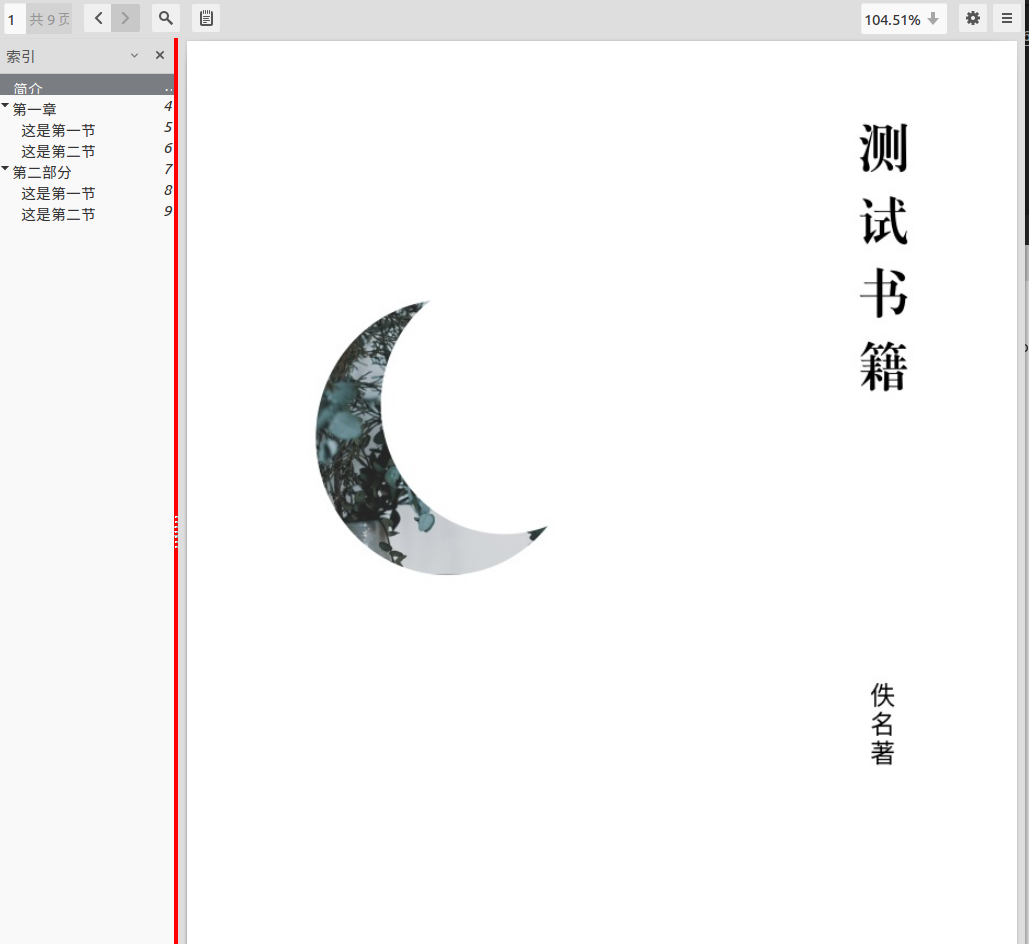 1 共 9 页
104.51%
索引
简介 ..
第一章 4
这是第一节 5
这是第二节 6
第二部分 7
这是第一节 8
这是第二节 9
测试书籍
佚名著